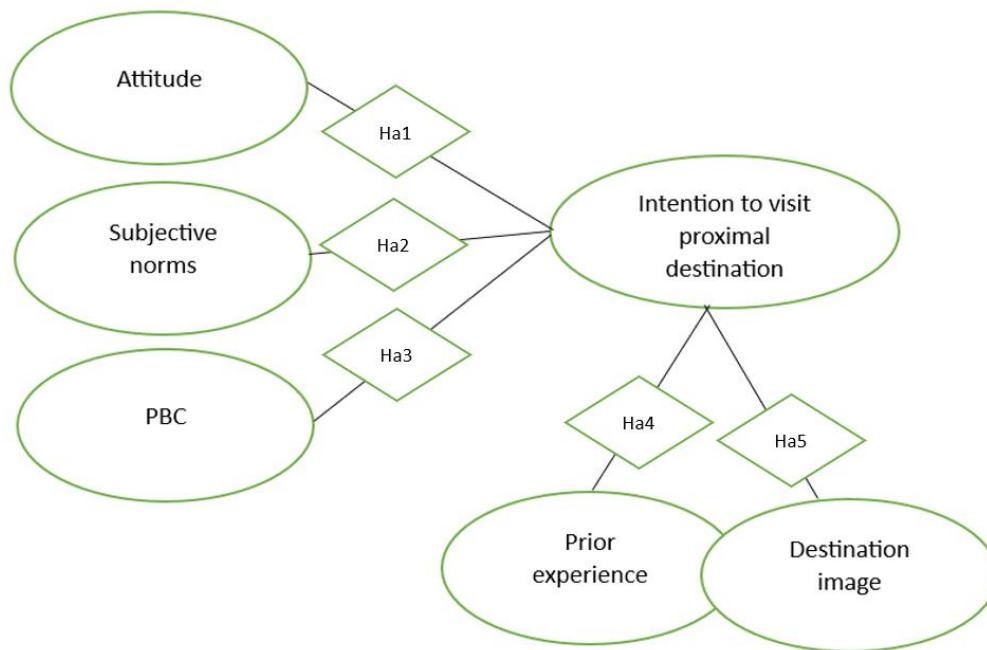 Attitude
Ha1
Subjective
norms
Ha2
Intention to visit
proximal
destination
Ha3
PBC
Ha4
Ha5
Prior
experience
Destination
image